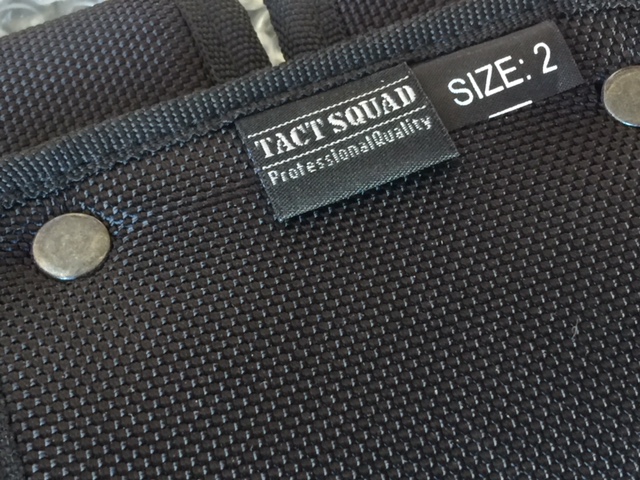 TACT SQUAD
ProfessionalQuality
SIZE: 2